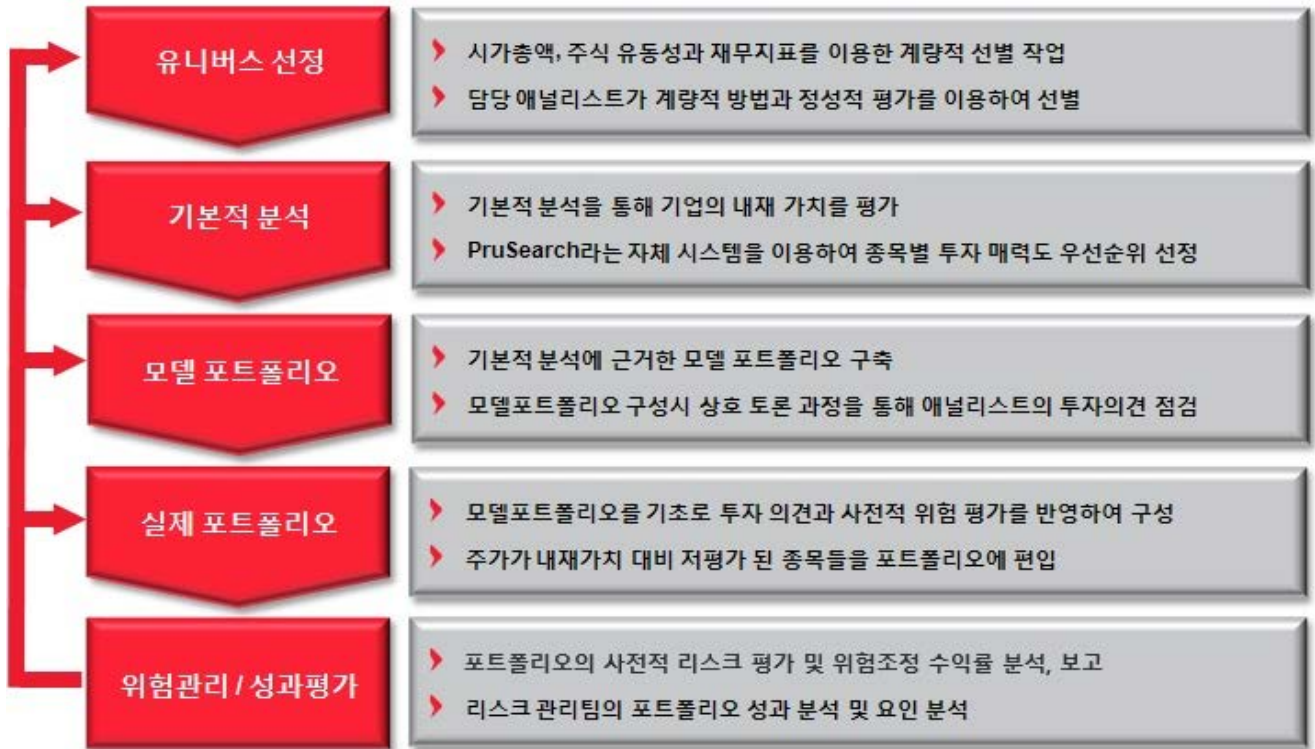 유니버스 선정
시가총액, 주식 유동성과 재무지표를 이용한 계량적 선별 작업
담당 애널리스트가 계량적 방법과 정성적 평가를 이용하여 선별
기본적 분석
기본적 분석을 통해 기업의 내재 가치를 평가
PruSearch라는 자체 시스템을 이용하여 종목별 투자 매력도 우선순위 선정
모델 포트폴리오
기본적 분석에 근거한 모델 포트폴리오 구축
모델포트폴리오 구성시 상호 토론 과정을 통해 애널리스트의 투자의견 점검
실제 포트폴리오
모델포트폴리오를 기초로 투자 의견과 사전적 위험 평가를 반영하여 구성
주가가 내재가치 대비 저평가 된 종목들을 포트폴리오에 편입
위험관리 / 성과평가
포트폴리오의 사전적 리스크 평가 및 위험조정 수익률 분석, 보고
리스크 관리팀의 포트폴리오 성과 분석 및 요인 분석